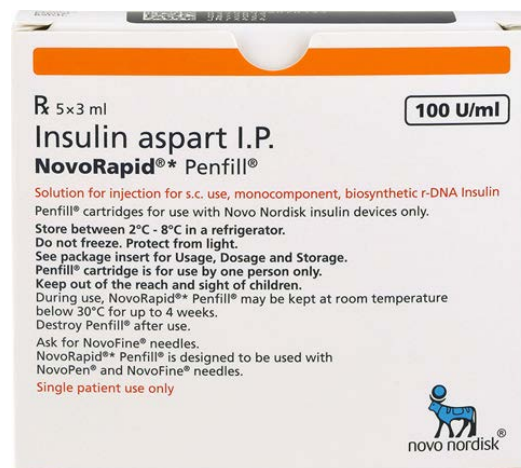 ℞ 5×3 ml
100 U/ml
Insulin aspart I.P.
NovoRapid®* Penfill®
Solution for injection for s.c. use, monocomponent, biosynthetic r-DNA Insulin
Penfill® cartridges for use with Novo Nordisk insulin devices only.
Store between 2°C - 8°C in a refrigerator.
Do not freeze. Protect from light.
See package insert for Usage, Dosage and Storage.
Penfill® cartridge is for use by one person only.
Keep out of the reach and sight of children.
During use, NovoRapid®* Penfill® may be kept at room temperature
below 30°C for up to 4 weeks.
Destroy Penfill® after use.
Ask for NovoFine® needles.
NovoRapid®* Penfill® is designed to be used with
NovoPen® and NovoFine® needles.
Single patient use only
novo nordisk®